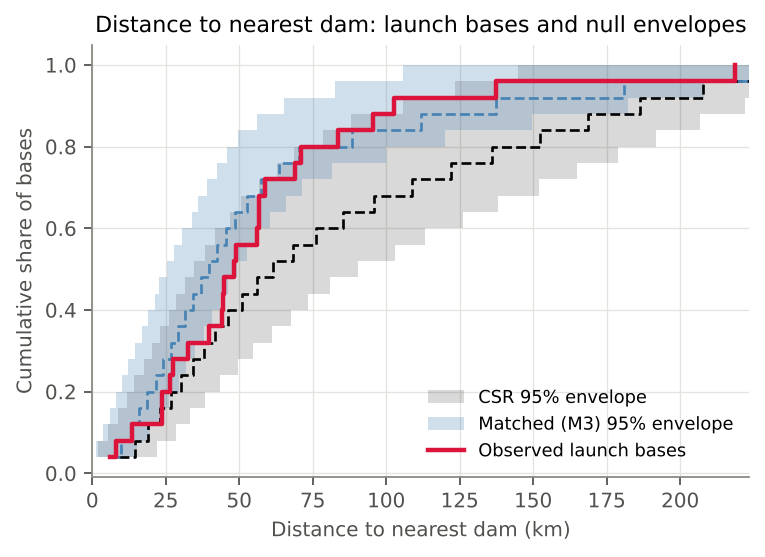 Distance to nearest dam: launch bases and null envelopes
Cumulative share of bases
1.0
0.8
0.6
0.4
0.2
0.0
CSR 95% envelope
Matched (M3) 95% envelope
Observed launch bases
0 25 50 75 100 125 150 175 200
Distance to nearest dam (km)